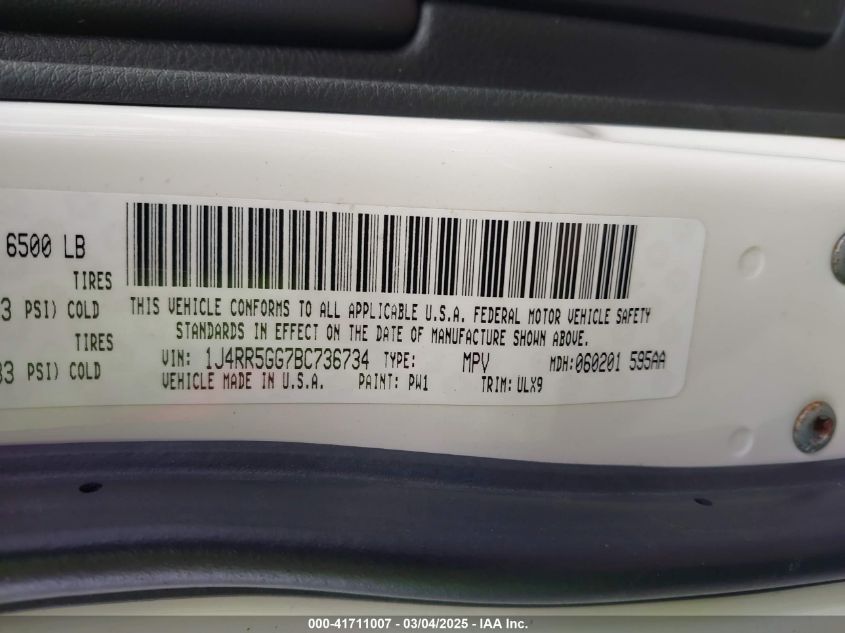 6500 LB
TIRES
3 PSI) COLD
TIRES
33 PSI) COLD
THIS VEHICLE CONFORMS TO ALL APPLICABLE U.S.A. FEDERAL MOTOR VEHICLE SAFETY
STANDARDS IN EFFECT ON THE DATE OF MANUFACTURE SHOWN ABOVE.
VIN: 1J4RR5GG7BC736734 TYPE: MPV MDH:060201 595AA
VEHICLE MADE IN U.S.A. PAINT: PW1 TRIM: ULX9
000-41711007 - 03/04/2025 - IAA Inc.